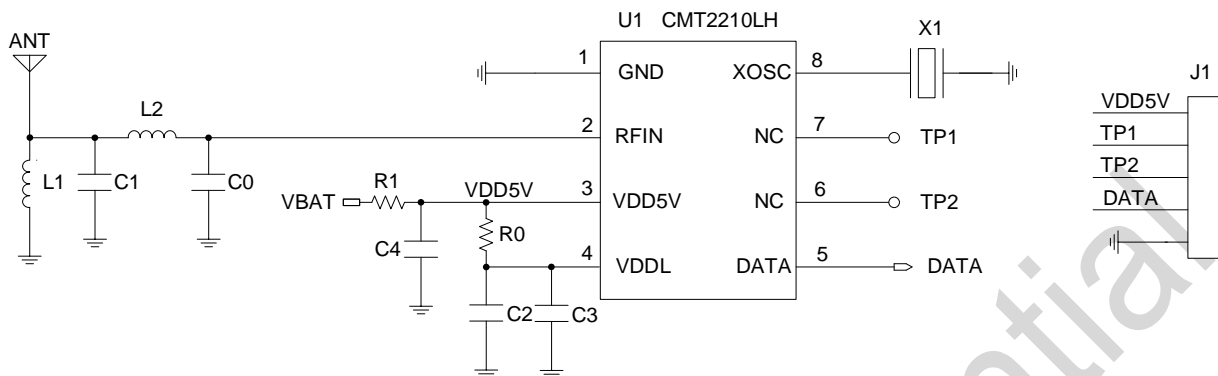 U1 CMT2210LH
X1
ANT
J1
1
GND
XOSC
8
VDD5V
L2
2
RFIN
NC
7
TP1
TP1
L1
C1
C0
R1
VDD5V
3
VDD5V
NC
6
TP2
TP2
VBAT
R0
DATA
C4
4
VDDL
DATA
5
DATA
C2
C3